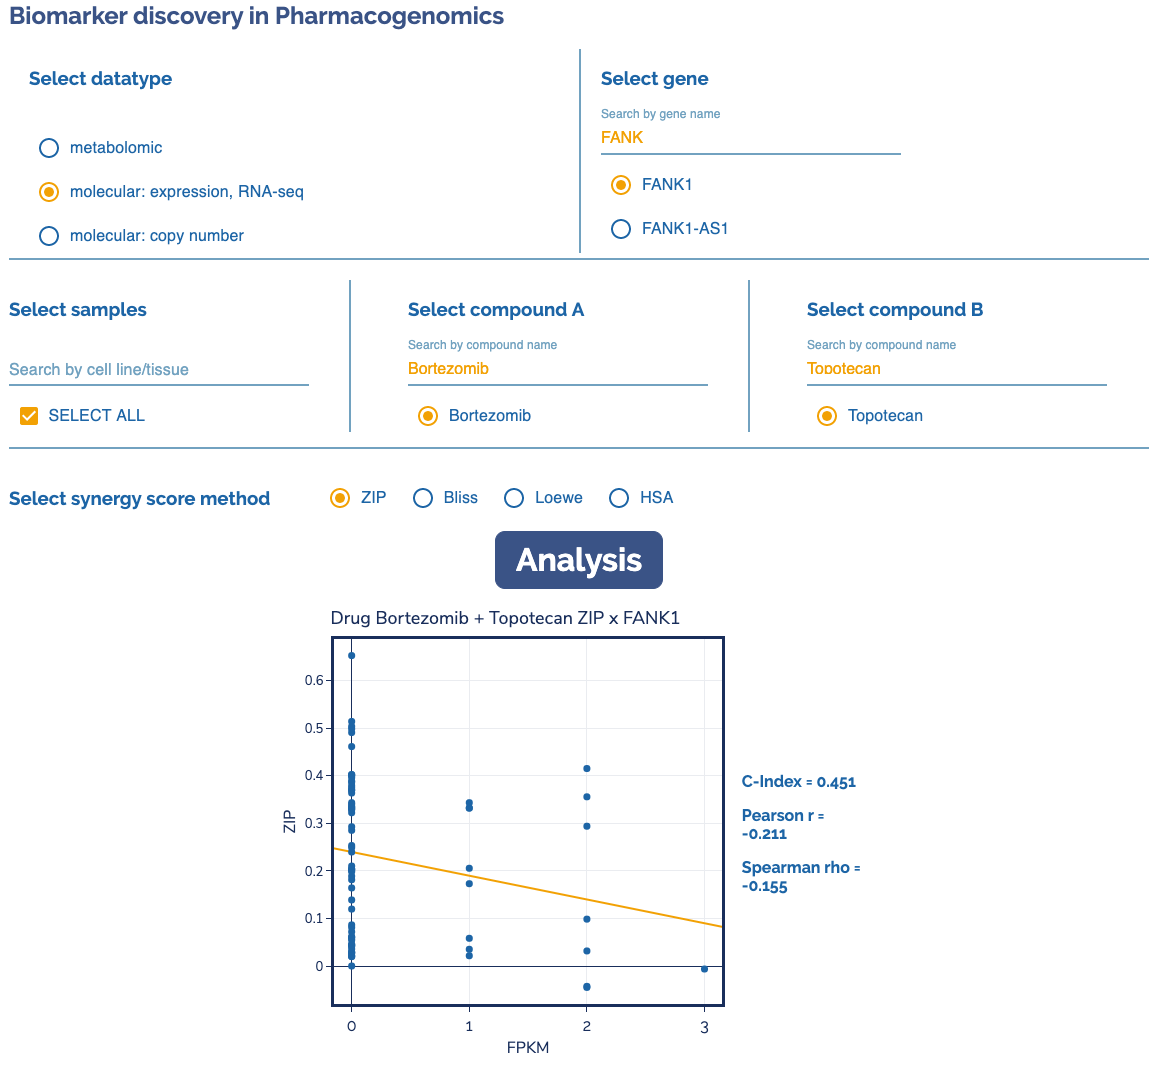 Biomarker discovery in Pharmacogenomics
Select datatype
metabolomic
molecular: expression, RNA-seq
molecular: copy number
Select gene
Search by gene name
FANK
FANK1
FANK1-AS1
Select samples
Search by cell line/tissue
SELECT ALL
Select compound A
Search by compound name
Bortezomib
Bortezomib
Select compound B
Search by compound name
Topotecan
Topotecan
Select synergy score method
ZIP
Bliss
Loewe
HSA
Analysis
Drug Bortezomib + Topotecan ZIP x FANK1
0.6
0.5
0.4
0.3
0.2
0.1
0
ZIP
0
1
2
3
FPKM
C-Index = 0.451
Pearson r =
-0.211
Spearman rho =
-0.155